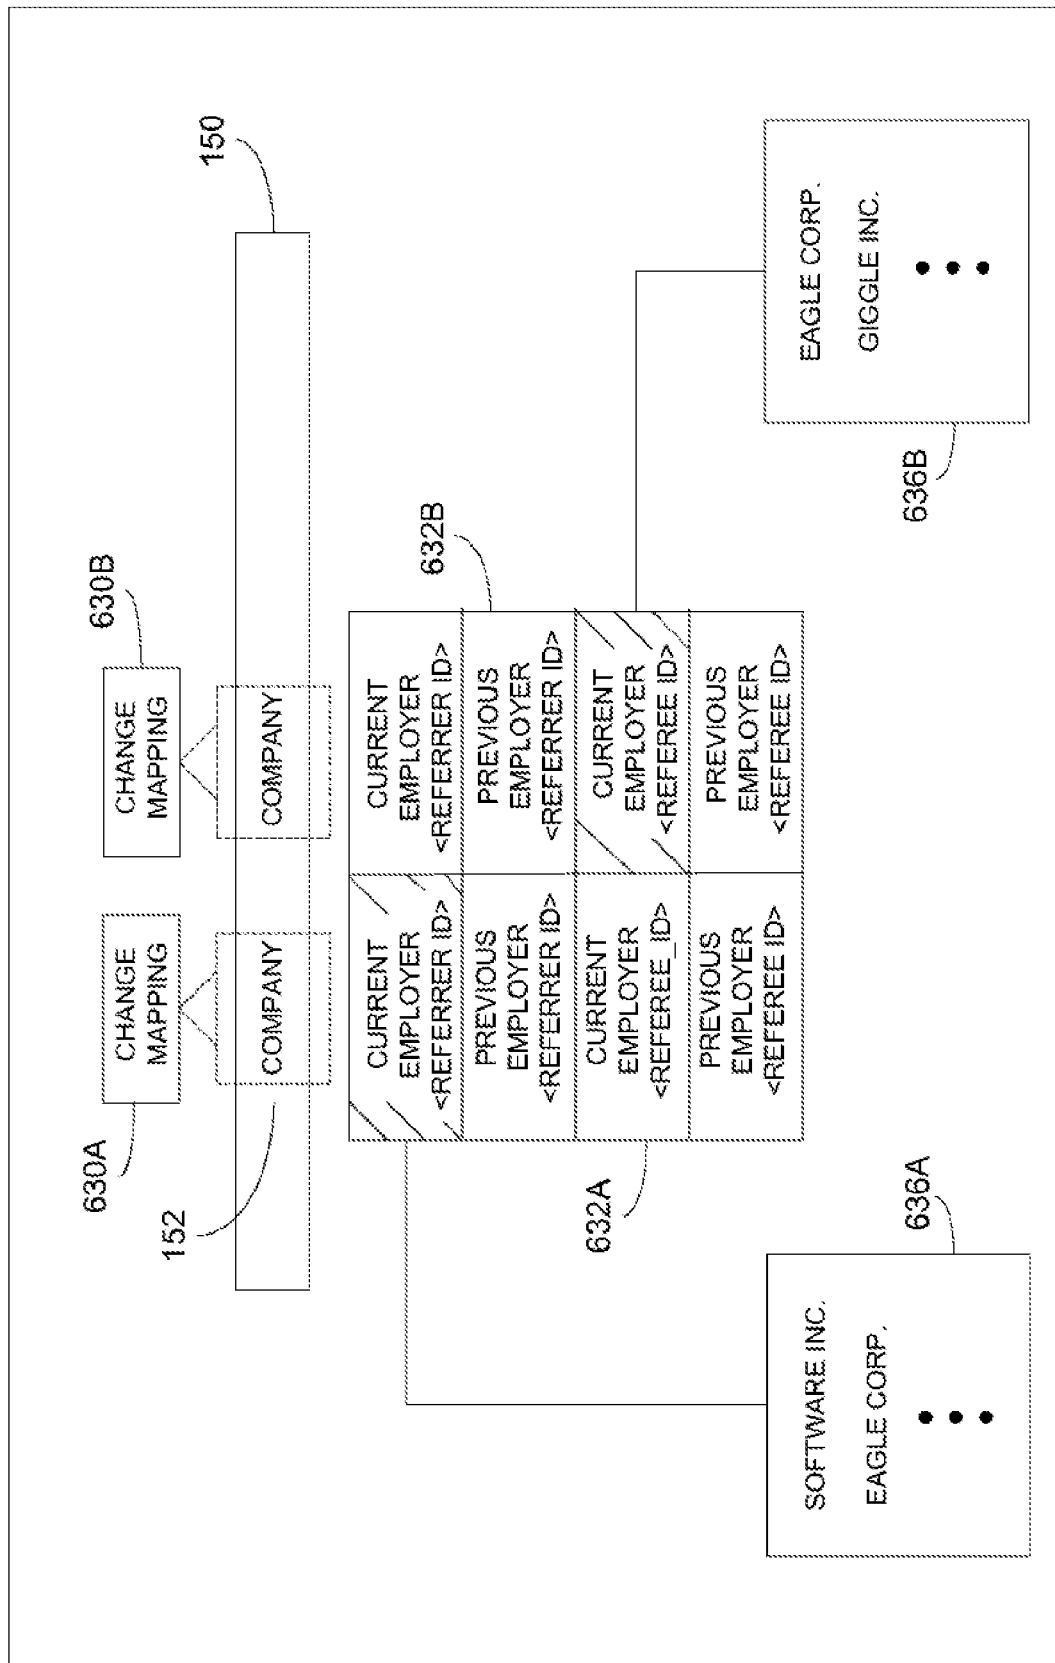 630A
CHANGE
MAPPING
630B
CHANGE
MAPPING
150
152
COMPANY
COMPANY
632B
CURRENT
EMPLOYER
<REFERRER ID>
CURRENT
EMPLOYER
<REFERRER ID>
PREVIOUS
EMPLOYER
<REFERRER ID>
PREVIOUS
EMPLOYER
<REFERRER ID>
CURRENT
EMPLOYER
<REFEREE_ID>
CURRENT
EMPLOYER
<REFEREE ID>
PREVIOUS
EMPLOYER
<REFEREE ID>
PREVIOUS
EMPLOYER
<REFEREE ID>
632A
636A
SOFTWARE INC.
EAGLE CORP.
636B
EAGLE CORP.
GIGGLE INC.